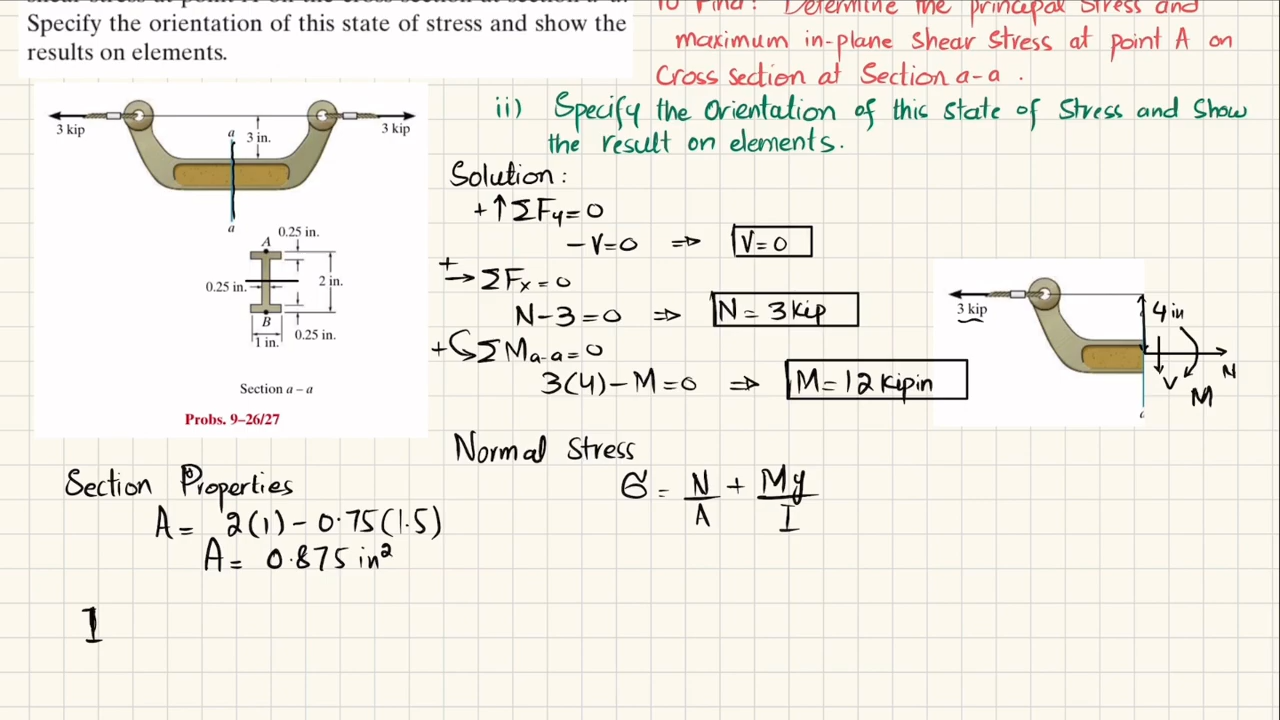 Specify the orientation of this state of stress and show the
results on elements.
To Find: Determine the principal stress and
maximum in-plane shear stress at point A on
Cross section at Section a-a.
ii) Specify the Orientation of this state of Stress and show
the result on elements.
3 kip
3 kip
a
3 in.
a
0.25 in.
A
0.25 in.
2 in.
B
1 in.
0.25 in.
Section a – a
Probs. 9–26/27
Solution:
+↑ΣFy=0
-V=0 ⇒ V=0
+→ ΣFx=0
N-3=0 ⇒ N=3kip
+↺ΣMa-a=0
3(4)-M=0 ⇒ M=12kipin
3 kip
4 in
V
N
M
Normal Stress
σ = N/A + My/I
Section Properties
A= 2(1)-0.75(1.5)
A= 0.875 in²
I